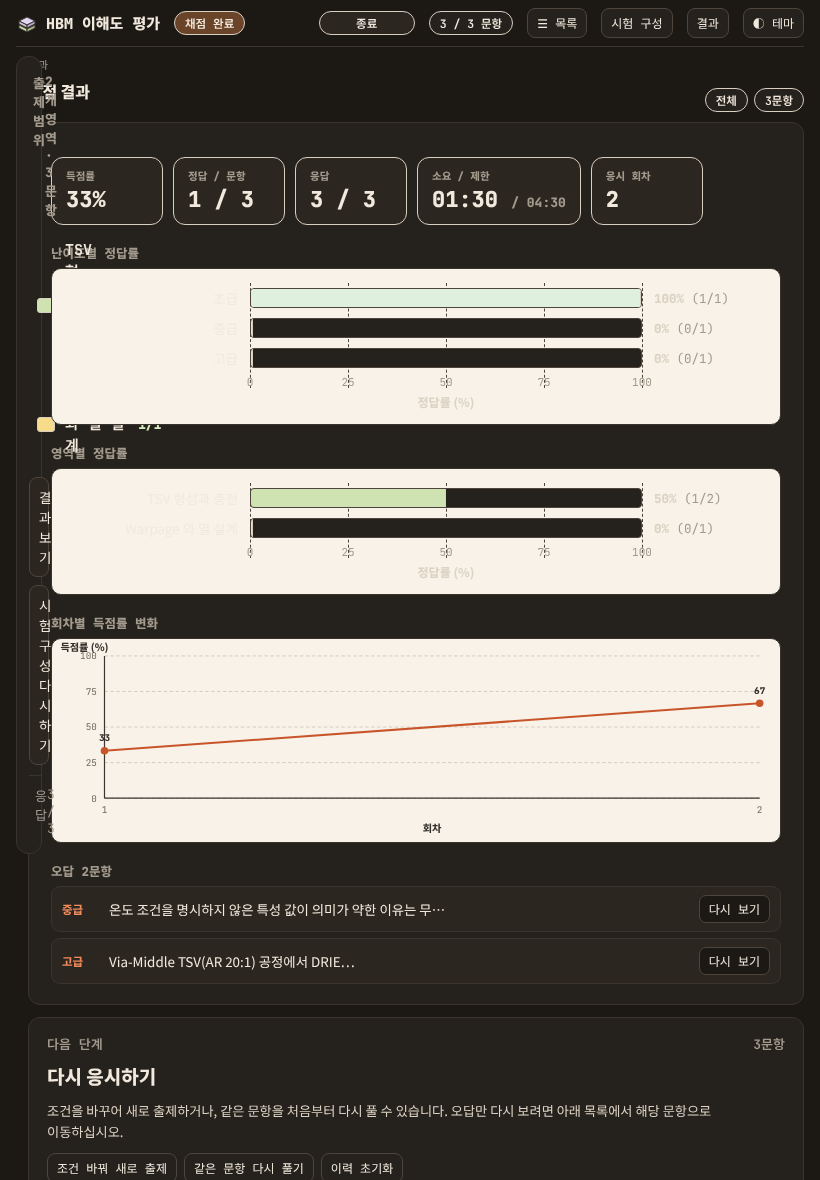 HBM 이해도 평가
채점 완료
종료
3 / 3 문항
☰ 목록
시험 구성
결과
◐ 테마
점 결과
전체
3문항
득점률
33%
정답 / 문항
1 / 3
응답
3 / 3
소요 / 제한
01:30 / 04:30
응시 회차
2
난이도별 정답률
초급
100% (1/1)
중급
0% (0/1)
고급
0% (0/1)
0 25 50 75 100
정답률 (%)
영역별 정답률
TSV 형성과 충전
50% (1/2)
Warpage 와 열 설계
0% (0/1)
0 25 50 75 100
정답률 (%)
회차별 득점률 변화
득점률 (%)
100
75
50
25
0
33
67
1
2
회차
결
과
보
기
시
험
구
성
다
시
하
기
오답 2문항
중급
온도 조건을 명시하지 않은 특성 값이 의미가 약한 이유는 무…
다시 보기
고급
Via-Middle TSV(AR 20:1) 공정에서 DRIE…
다시 보기
다음 단계
3문항
다시 응시하기
조건을 바꾸어 새로 출제하거나, 같은 문항을 처음부터 다시 풀 수 있습니다. 오답만 다시 보려면 아래 목록에서 해당 문항으로
이동하십시오.
조건 바꿔 새로 출제
같은 문항 다시 풀기
이력 초기화